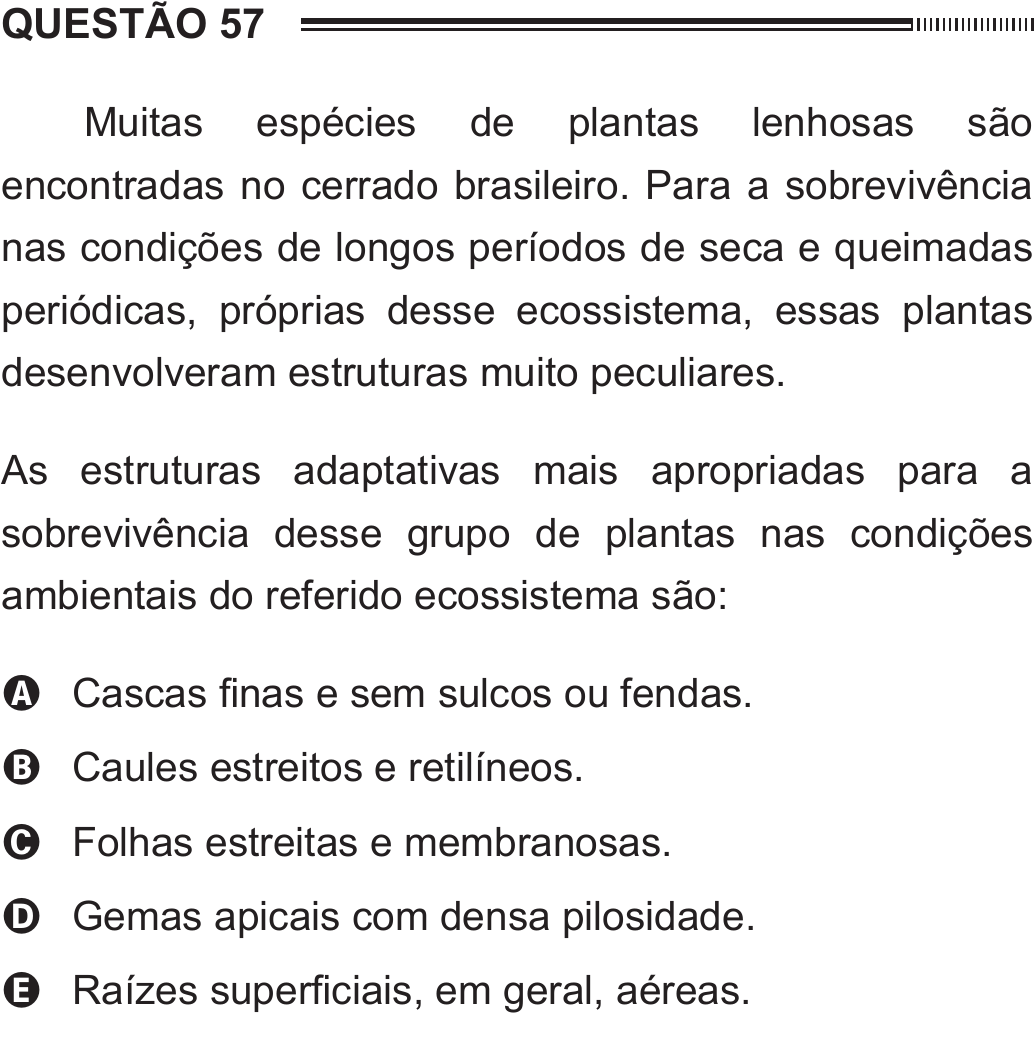 QUESTÃO 57
Muitas espécies de plantas lenhosas são
encontradas no cerrado brasileiro. Para a sobrevivência
nas condições de longos períodos de seca e queimadas
periódicas, próprias desse ecossistema, essas plantas
desenvolveram estruturas muito peculiares.
As estruturas adaptativas mais apropriadas para a
sobrevivência desse grupo de plantas nas condições
ambientais do referido ecossistema são:
A Cascas finas e sem sulcos ou fendas.
B Caules estreitos e retilíneos.
C Folhas estreitas e membranosas.
D Gemas apicais com densa pilosidade.
E Raízes superficiais, em geral, aéreas.